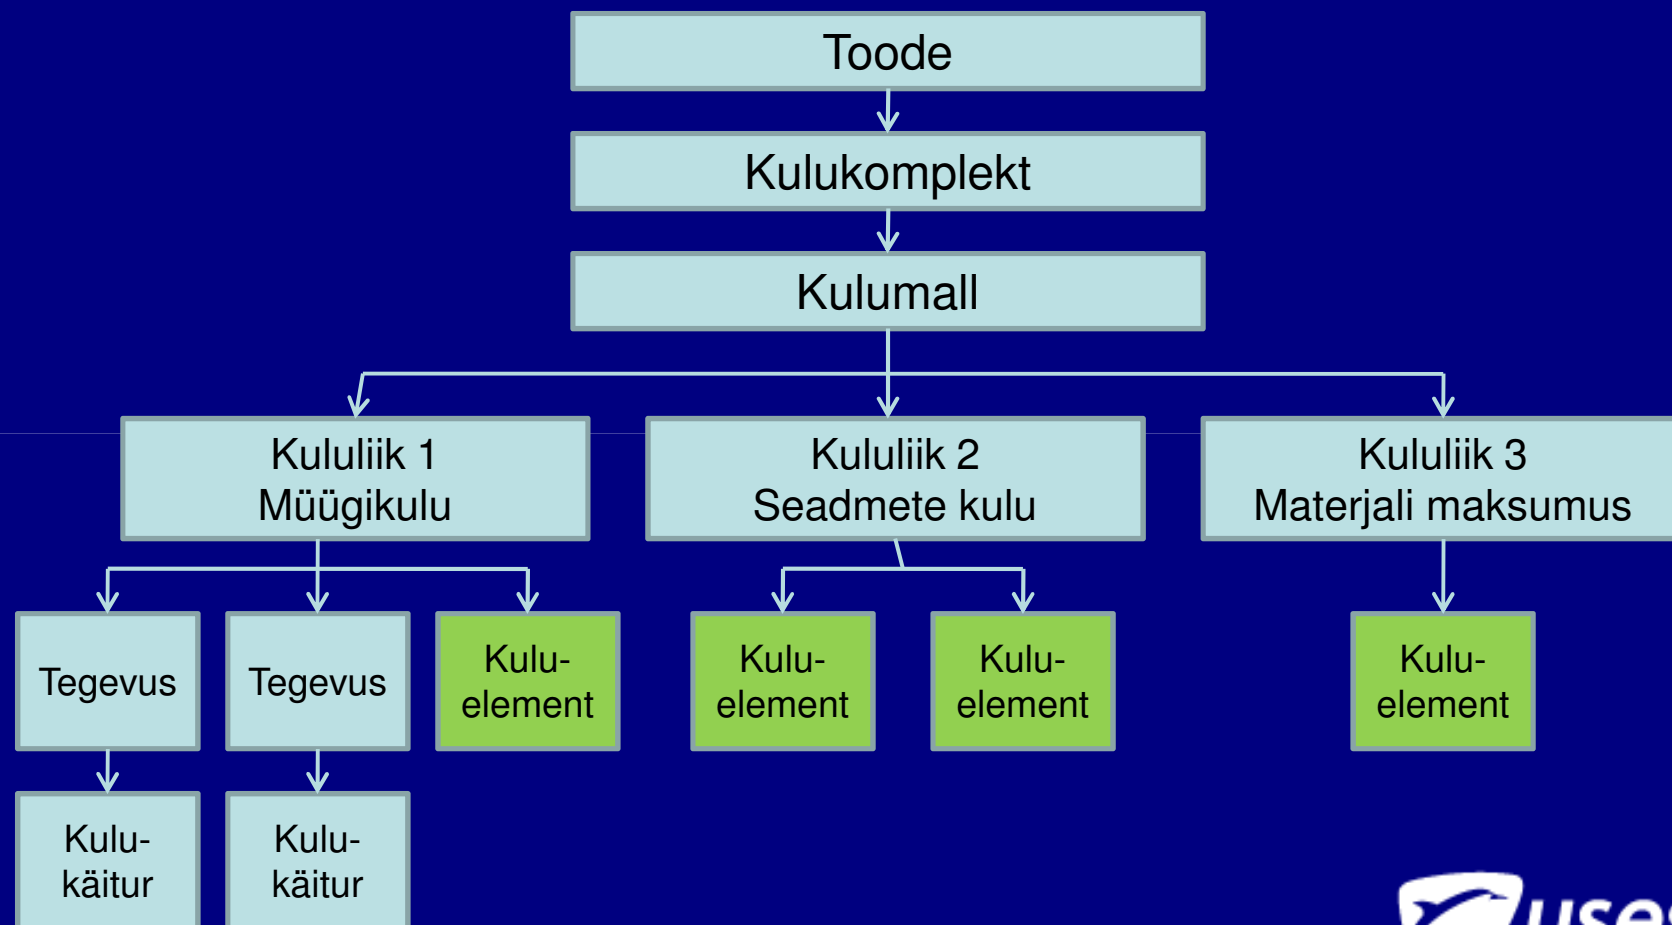 Toode
Kulukomplekt
Kulumall
Kululiik 1
Müügikulu
Kululiik 2
Seadmete kulu
Kululiik 3
Materjali maksumus
Tegevus
Tegevus
Kulu-
element
Kulu-
element
Kulu-
element
Kulu-
element
Kulu-
käitur
Kulu-
käitur